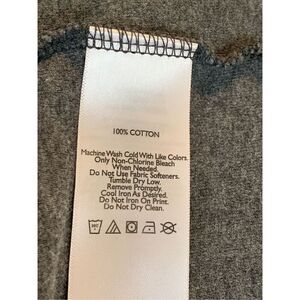 100% COTTON
Machine Wash Cold With Like Colors.
Only Non-Chlorine Bleach
When Needed.
Do Not Use Fabric Softeners.
Tumble Dry Low.
Remove Promptly.
Cool Iron As Desired.
Do Not Iron On Print.
Do Not Dry Clean.